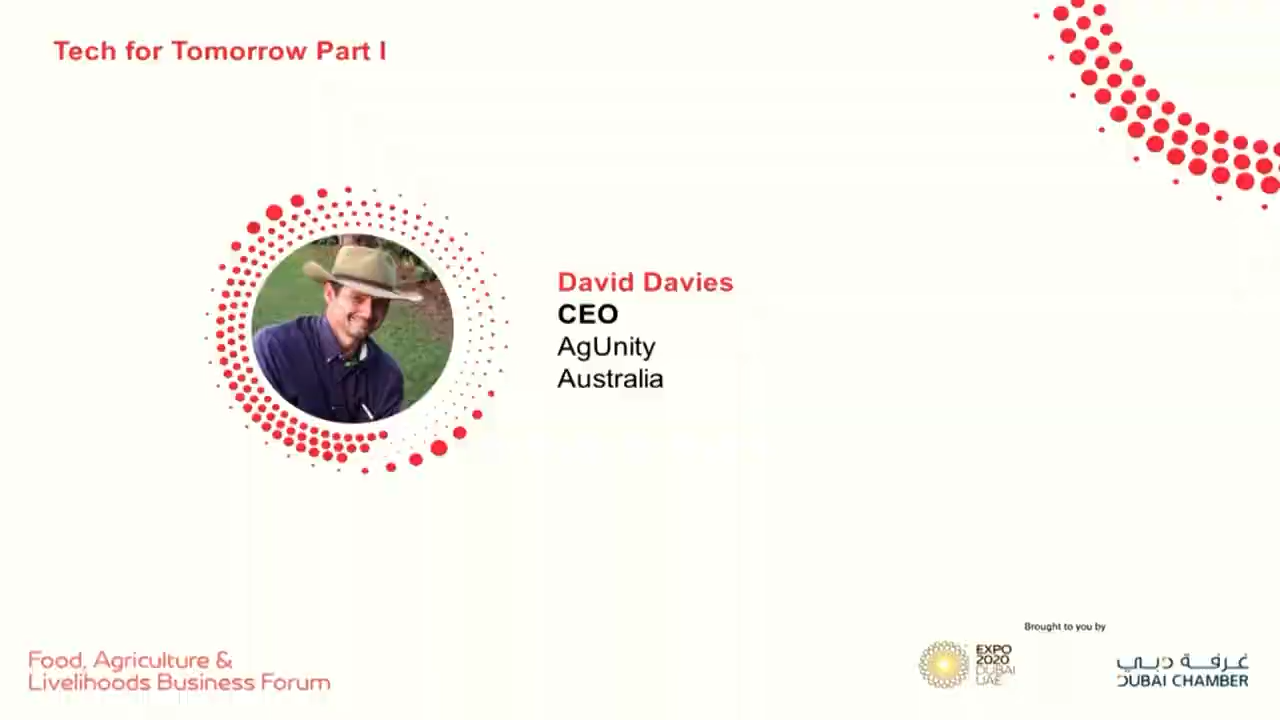 Tech for Tomorrow Part I
David Davies
CEO
AgUnity
Australia
Food, Agriculture &
Livelihoods Business Forum
Brought to you by
EXPO
2020
DUBAI
UAE
غرفة دبي
DUBAI CHAMBER